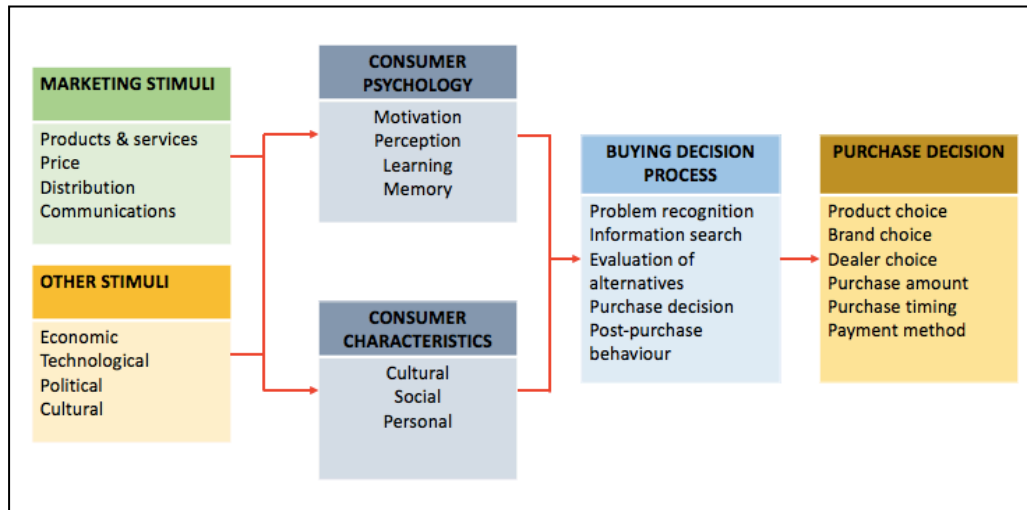 MARKETING STIMULI
Products & services
Price
Distribution
Communications
OTHER STIMULI
Economic
Technological
Political
Cultural
CONSUMER
PSYCHOLOGY
Motivation
Perception
Learning
Memory
CONSUMER
CHARACTERISTICS
Cultural
Social
Personal
BUYING DECISION
PROCESS
Problem recognition
Information search
Evaluation of
alternatives
Purchase decision
Post-purchase
behaviour
PURCHASE DECISION
Product choice
Brand choice
Dealer choice
Purchase amount
Purchase timing
Payment method